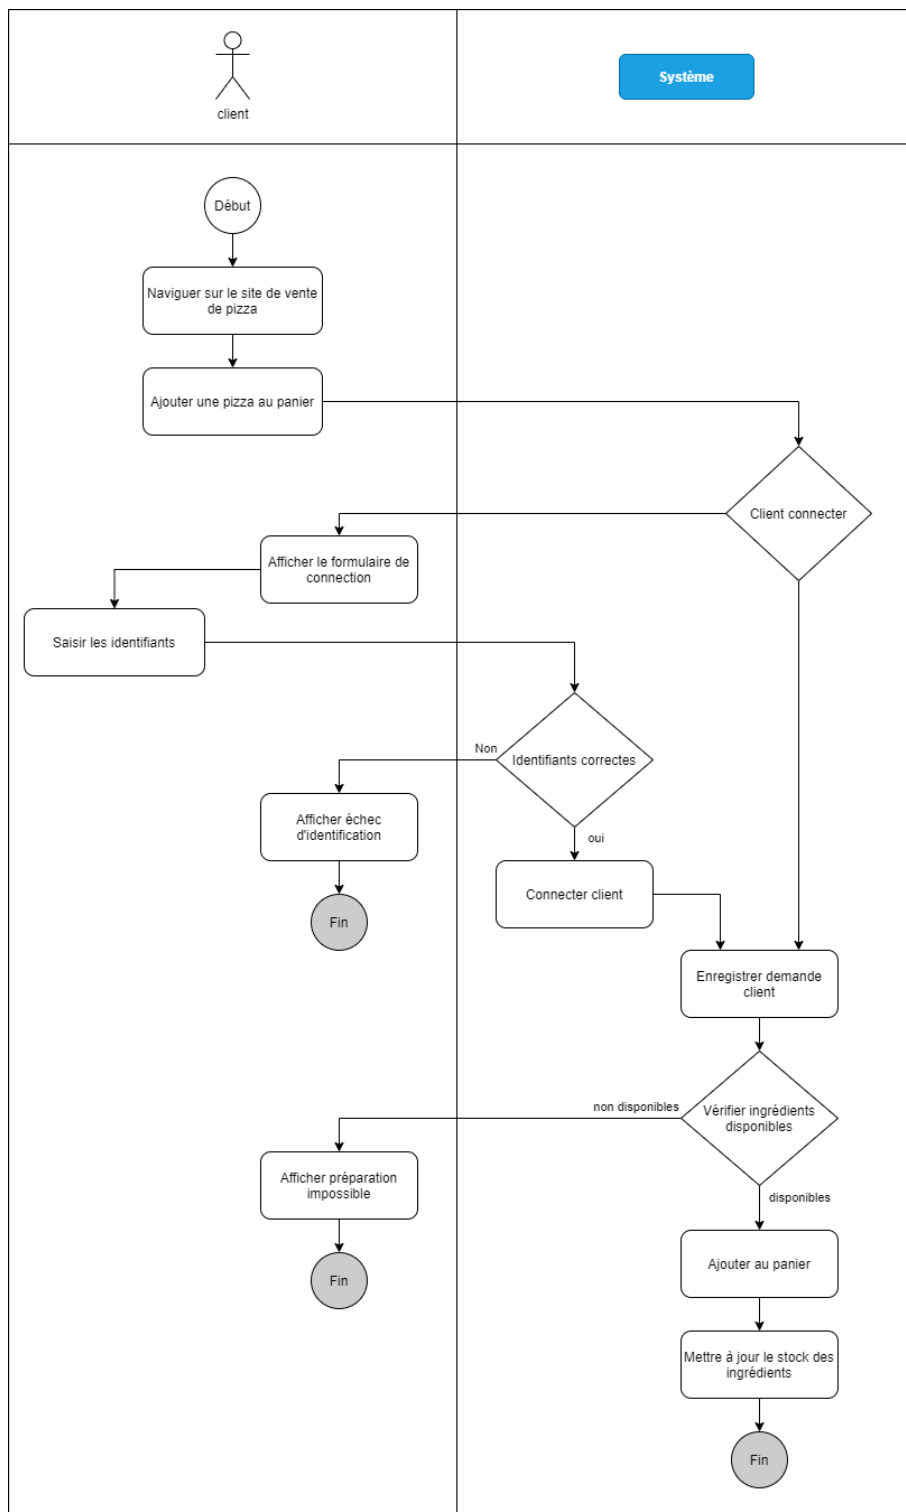 client
Système
Début
Naviguer sur le site de vente
de pizza
Ajouter une pizza au panier
Client connecter
Afficher le formulaire de
connection
Saisir les identifiants
Non
Identifiants correctes
Afficher échec
d'identification
oui
Connecter client
Fin
Enregistrer demande
client
non disponibles
Vérifier ingrédients
disponibles
Afficher préparation
impossible
disponibles
Ajouter au panier
Fin
Mettre à jour le stock des
ingrédients
Fin